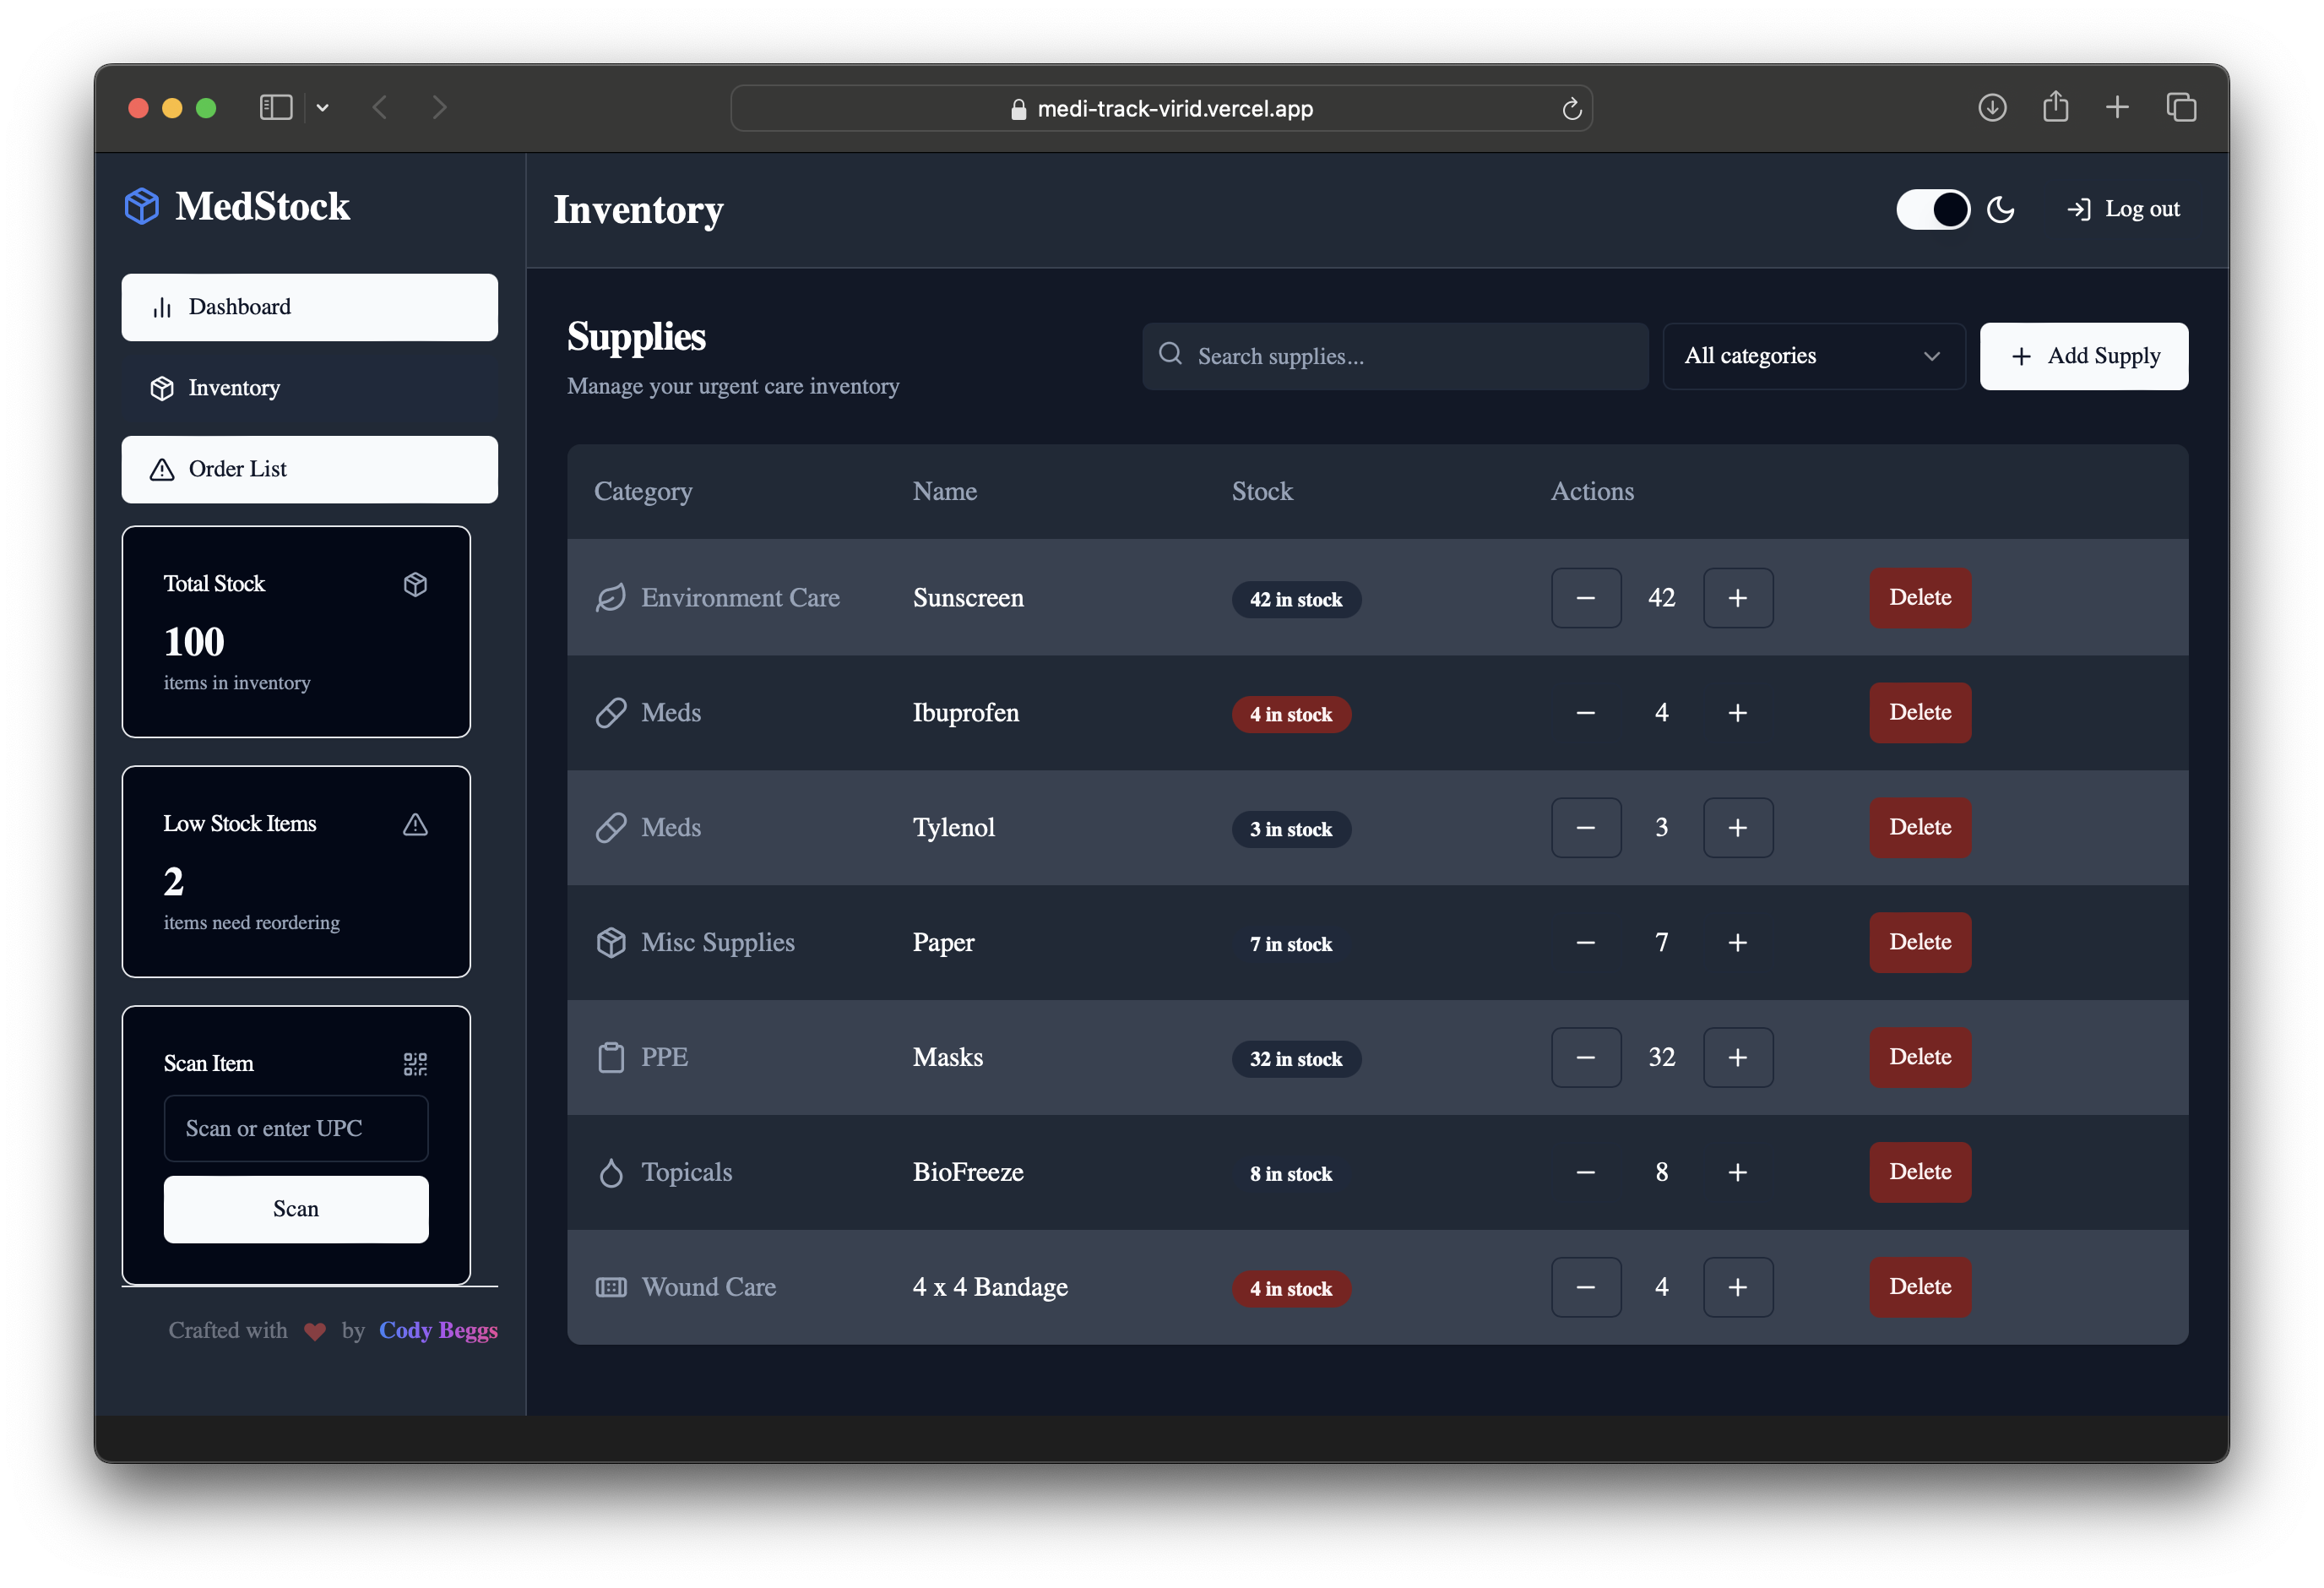 medi-track-virid.vercel.app
MedStock
Dashboard
Inventory
Order List
Total Stock
100
items in inventory
Low Stock Items
2
items need reordering
Scan Item
Scan or enter UPC
Scan
Crafted with ❤ by Cody Beggs
Inventory
Log out
Supplies
Manage your urgent care inventory
Search supplies...
All categories
+ Add Supply
Category Name Stock Actions
Environment Care Sunscreen 42 in stock − 42 + Delete
Meds Ibuprofen 4 in stock − 4 + Delete
Meds Tylenol 3 in stock − 3 + Delete
Misc Supplies Paper 7 in stock − 7 + Delete
PPE Masks 32 in stock − 32 + Delete
Topicals BioFreeze 8 in stock − 8 + Delete
Wound Care 4 x 4 Bandage 4 in stock − 4 + Delete